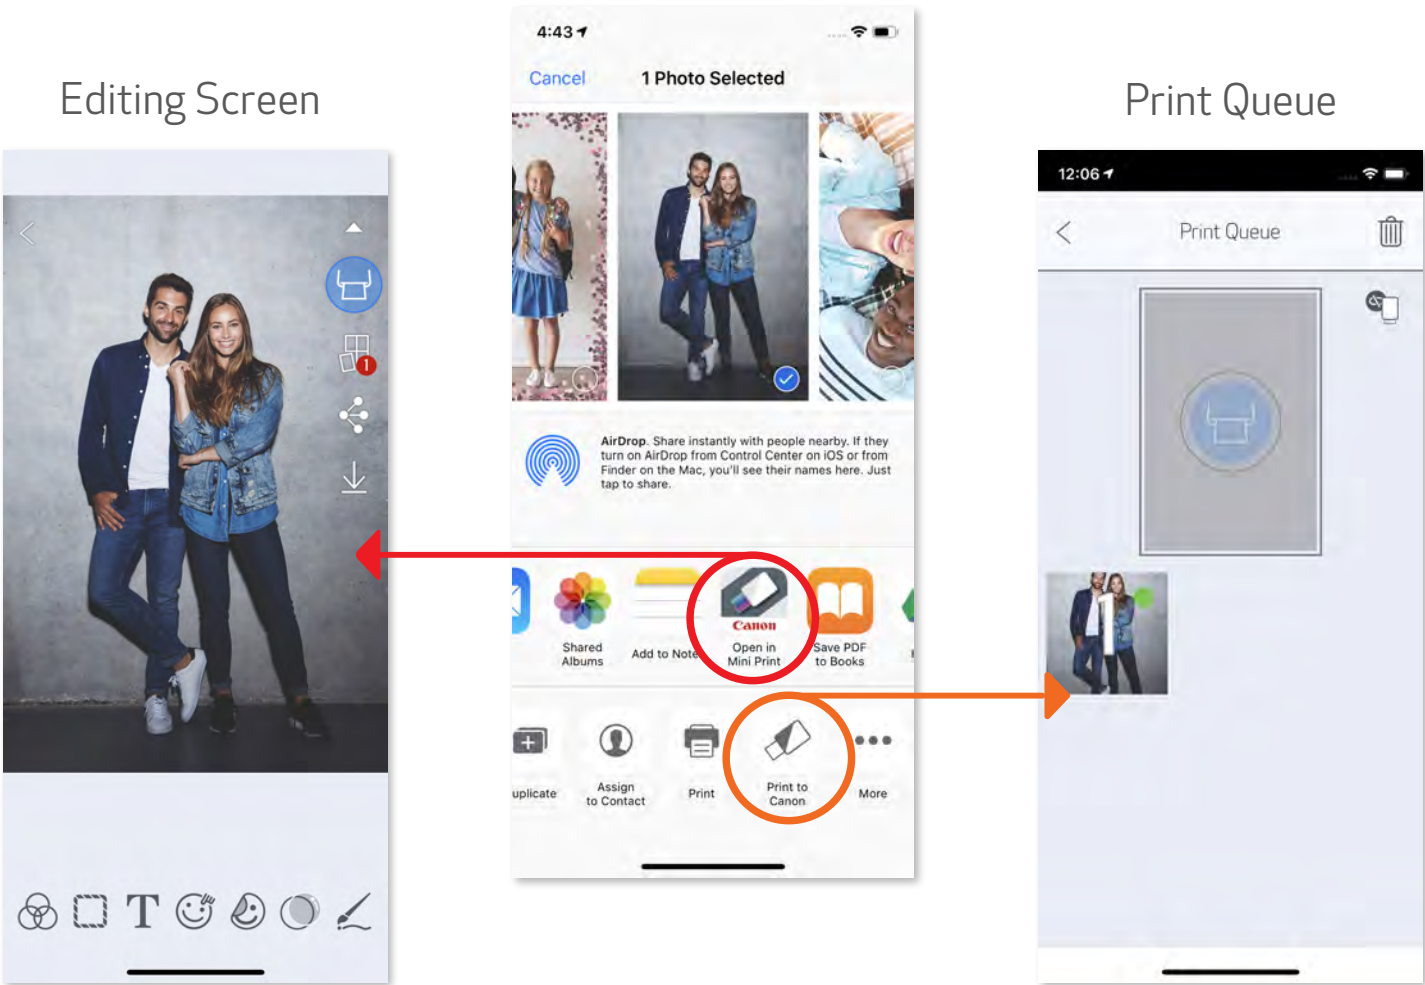 Editing Screen
1
4:43
Cancel
1 Photo Selected
AirDrop. Share instantly with people nearby. If they
turn on AirDrop from Control Center on iOS or from
Finder on the Mac, you'll see their names here. Just
tap to share.
Shared
Albums
Add to Note
Canon
Open in
Mini Print
Save PDF
to Books
uplicate
Assign
to Contact
Print
Print to
Canon
More
Print Queue
12:06
Print Queue
1